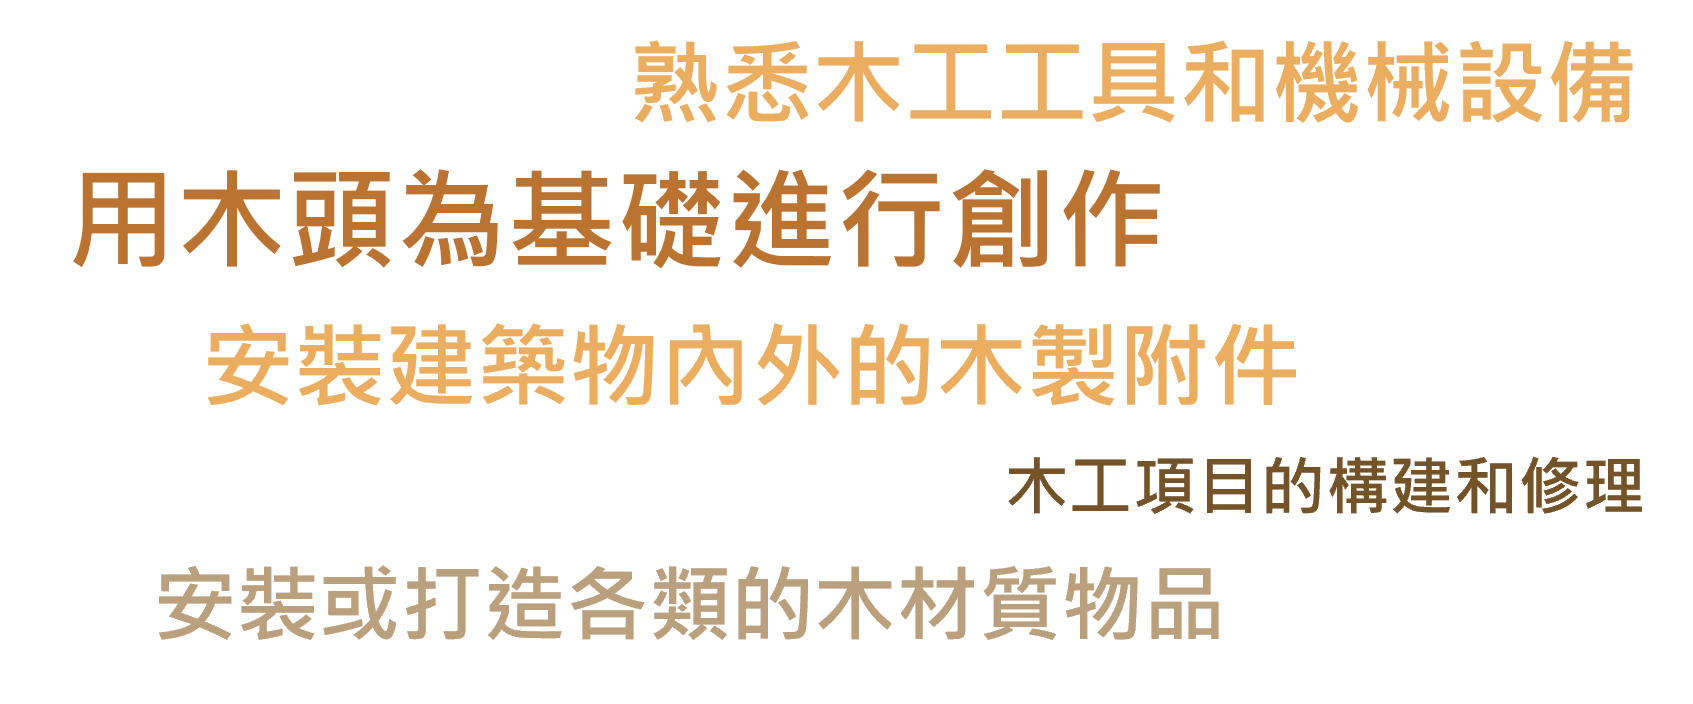 熟悉木工工具和機械設備
用木頭為基礎進行創作
安裝建築物內外的木製附件
木工項目的構建和修理
安裝或打造各類的木材質物品